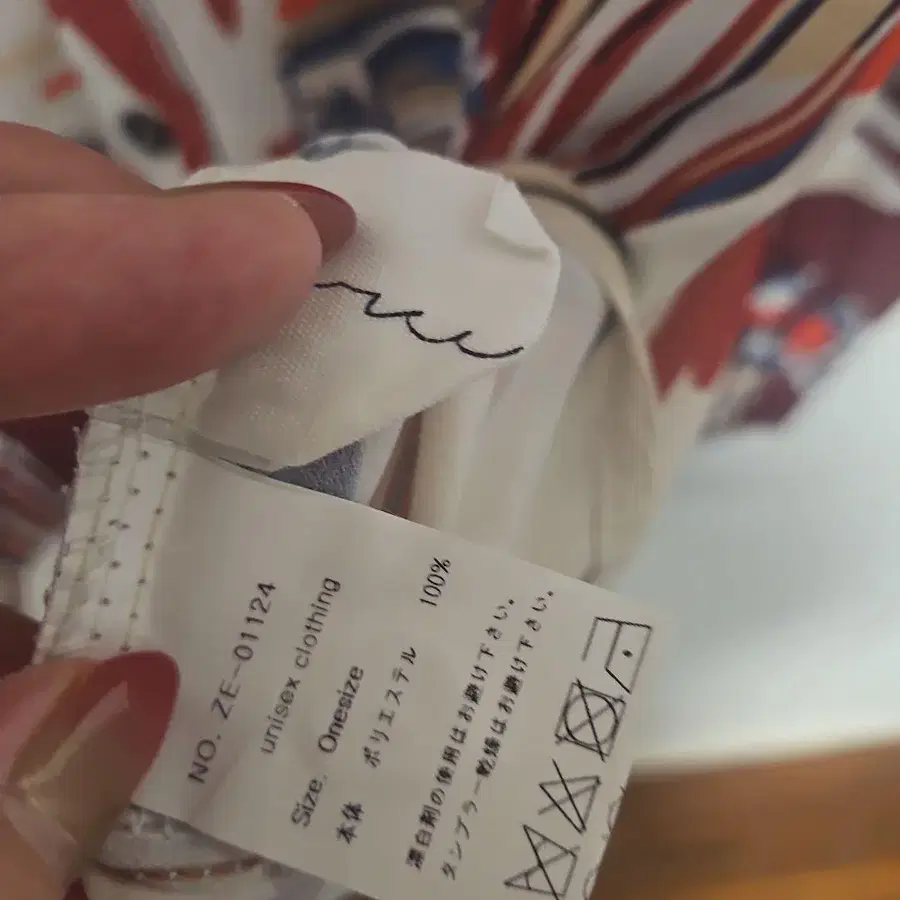 NO. ZE-01124
unisex clothing
Size. Onesize
本体 ポリエステル 100%
漂白剤の使用はお避け下さい。
タンブラー乾燥はお避け下さい。